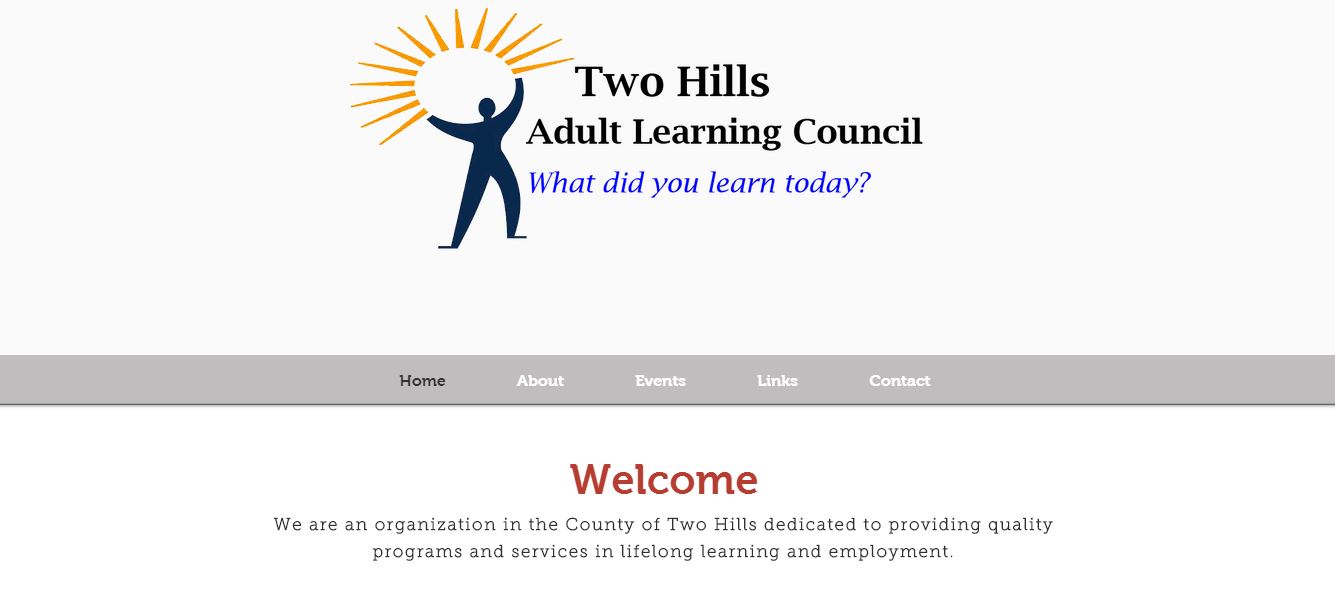 Two Hills
Adult Learning Council
What did you learn today?
Home About Events Links Contact
Welcome
We are an organization in the County of Two Hills dedicated to providing quality
programs and services in lifelong learning and employment.